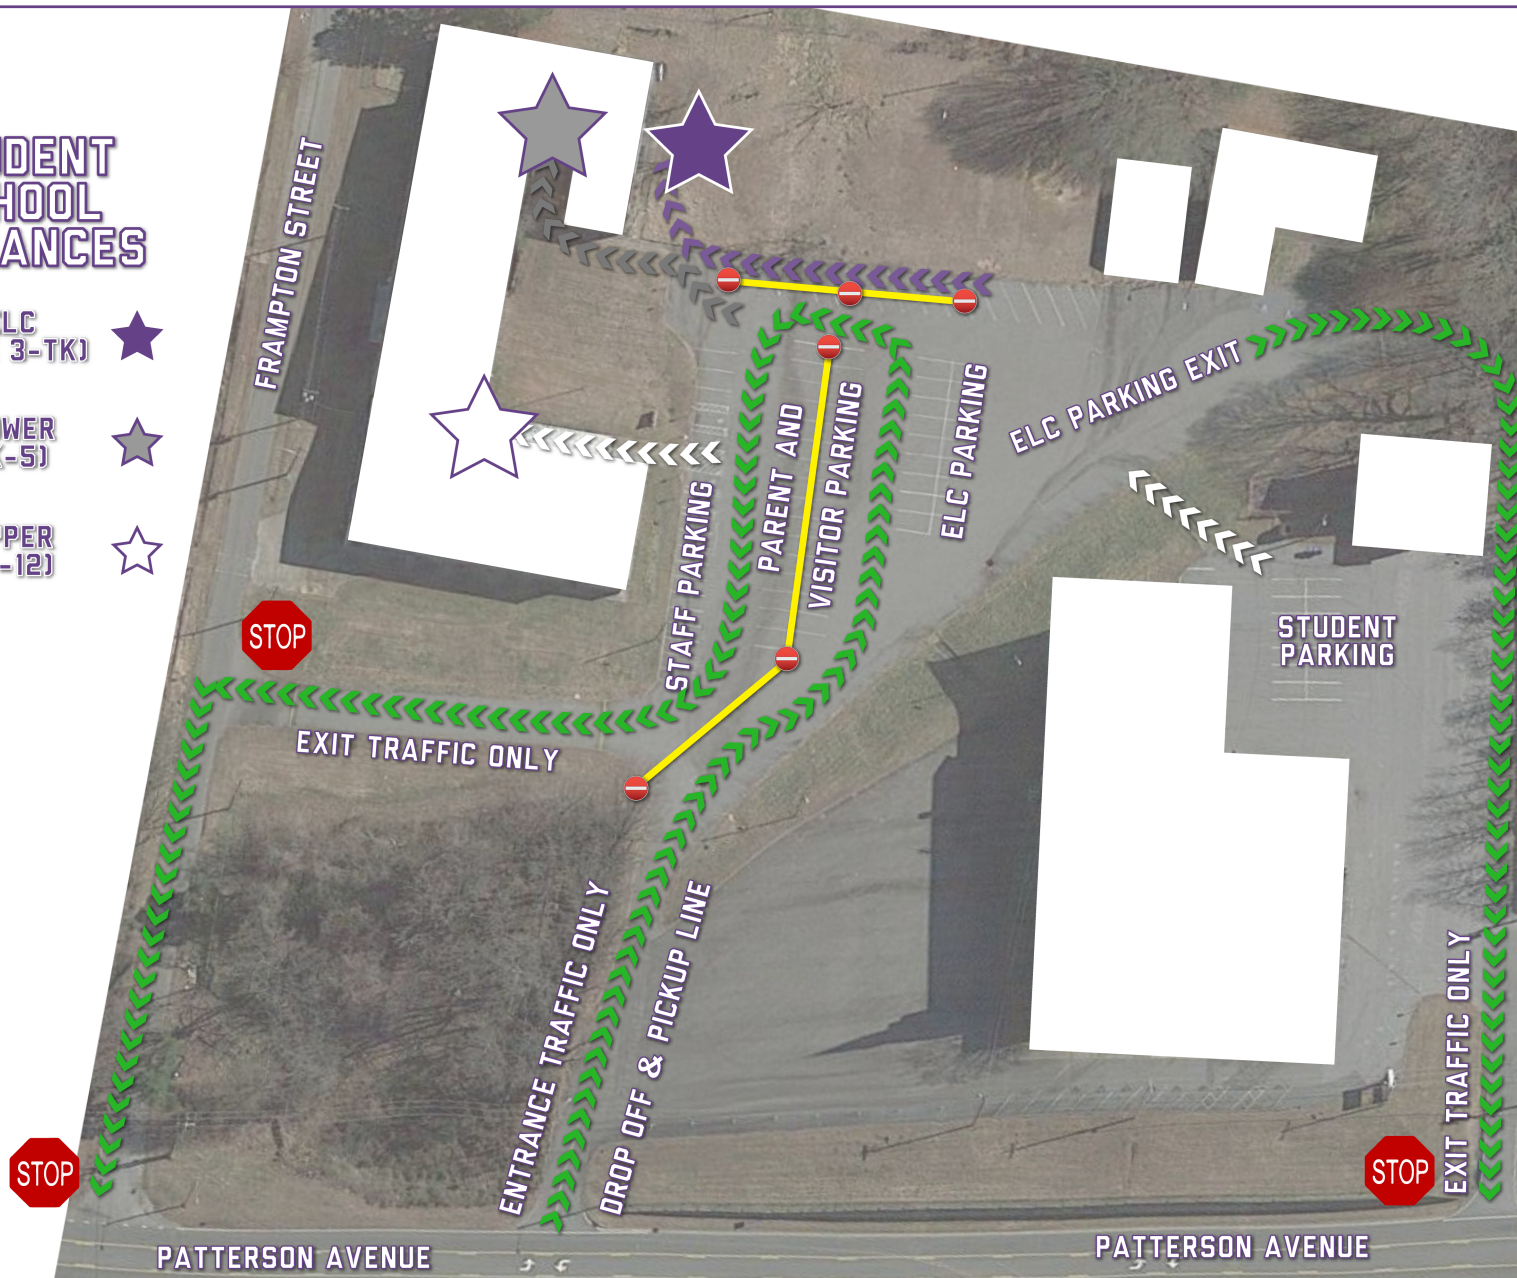 DENT
HOOL
ANCES
LC
3-TK)
WER
-5)
PPER
-12)
FRAMPTON STREET
STAFF PARKING
PARENT AND
VISITOR PARKING
ELC PARKING
ELC PARKING EXIT
STUDENT
PARKING
STOP
EXIT TRAFFIC ONLY
ENTRANCE TRAFFIC ONLY
DROP OFF & PICKUP LINE
EXIT TRAFFIC ONLY
STOP
STOP
PATTERSON AVENUE
PATTERSON AVENUE